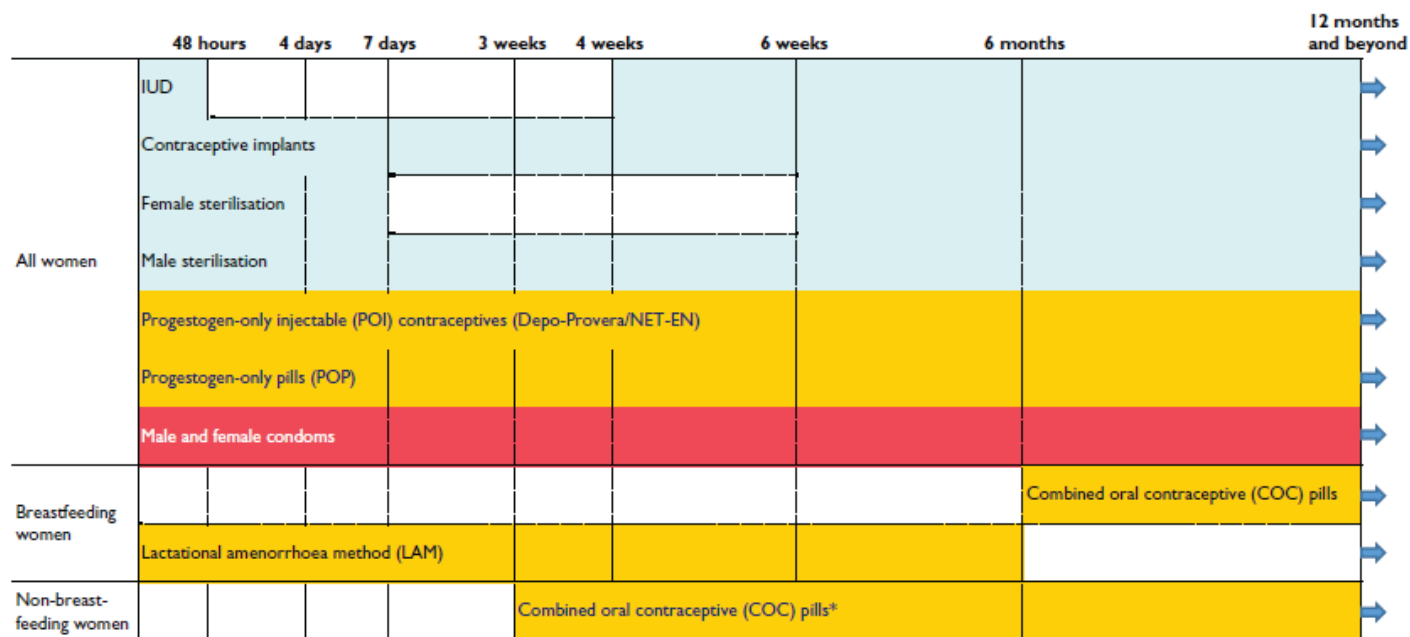 12 months
48 hours 4 days 7 days 3 weeks 4 weeks 6 weeks 6 months and beyond
IUD
Contraceptive implants
Female sterilisation
All women Male sterilisation
Progestogen-only injectable (POI) contraceptives (Depo-Provera/NET-EN)
Progestogen-only pills (POP)
Male and female condoms
Combined oral contraceptive (COC) pills
Breastfeeding
women
Lactational amenorrhoea method (LAM)
Non-breast-
feeding women
Combined oral contraceptive (COC) pills*